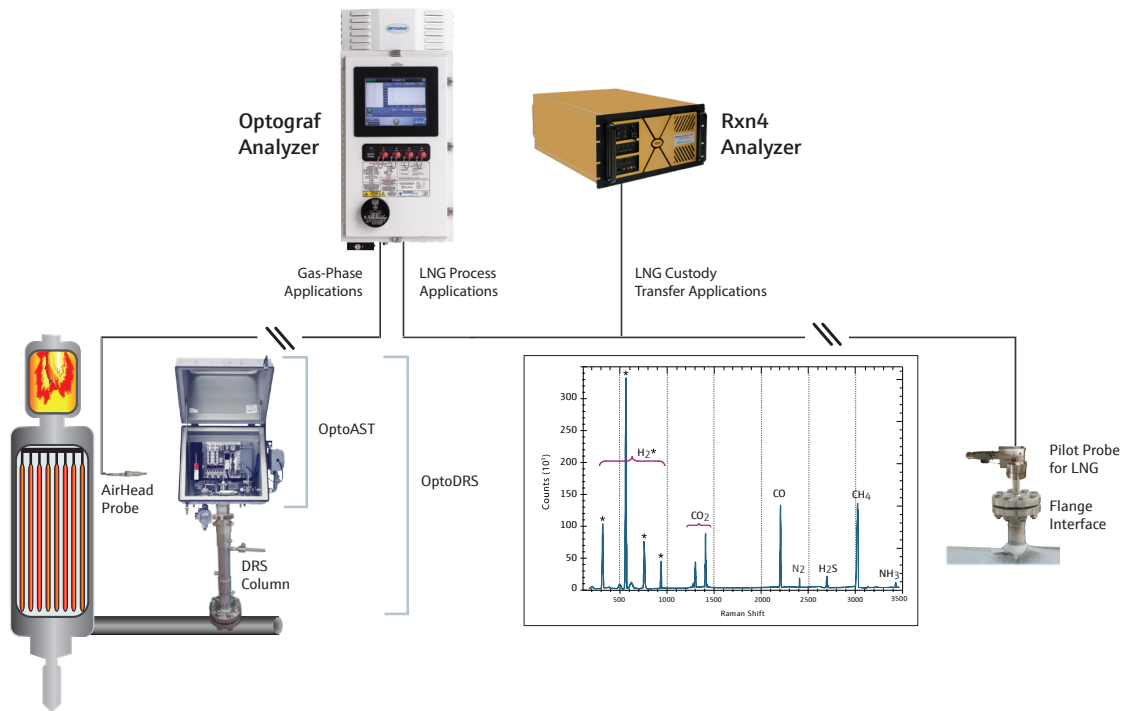 OPTOGRAF
Optograf
Analyzer
Rxn4
Analyzer
Gas-Phase
Applications
LNG Process
Applications
LNG Custody
Transfer Applications
OptoAST
OptoDRS
AirHead
Probe
DRS
Column
Counts (10³)
300
250
200
150
100
50
0
*
*
*
*
H₂*
CO₂
CO
N₂
H₂S
CH₄
NH₃
500
1000
1500
2000
2500
3000
3500
Raman Shift
Pilot Probe
for LNG
Flange
Interface